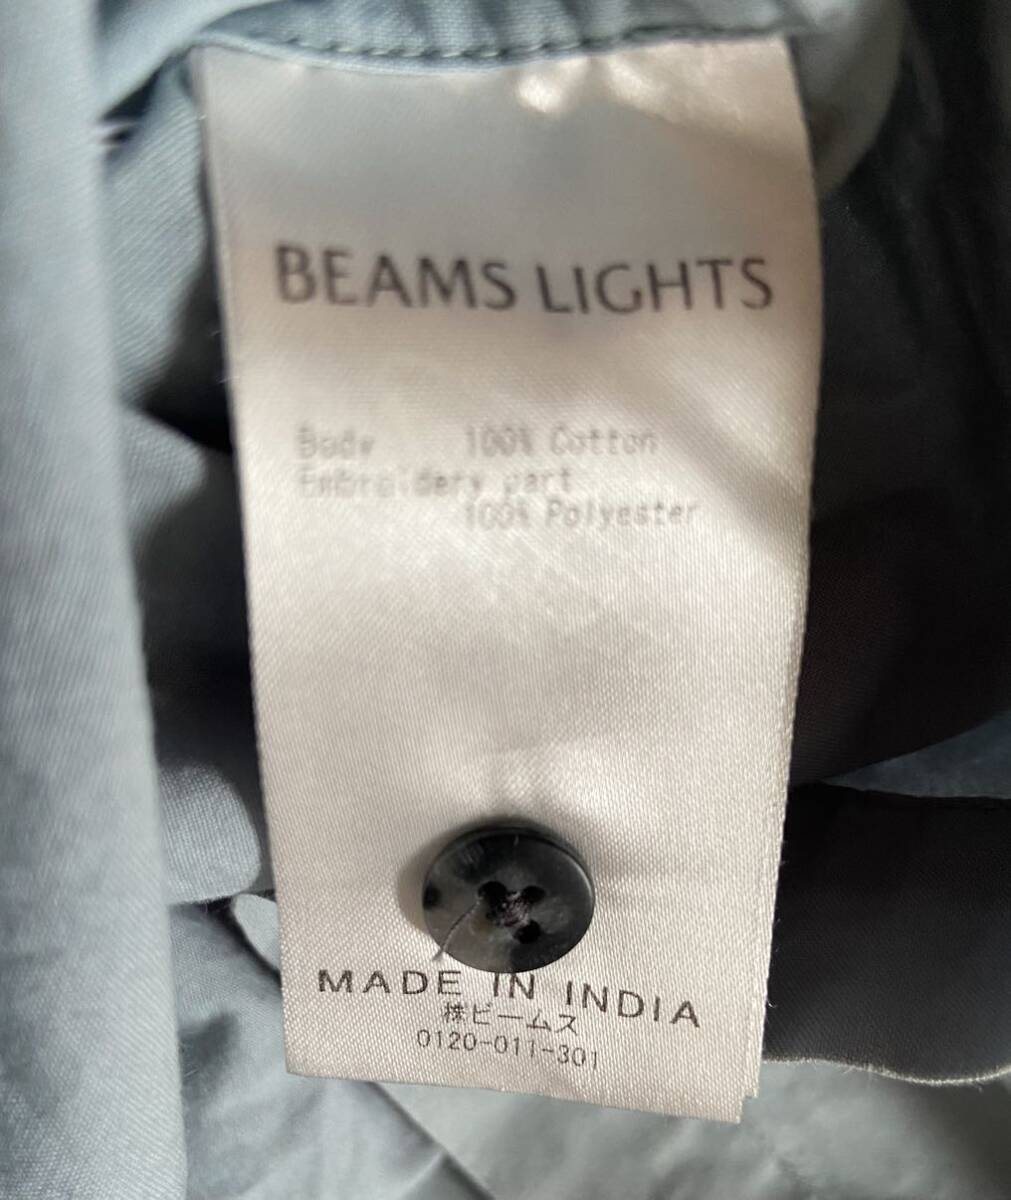 BEAMS LIGHTS
Body 100% Cotton
Embroidery part
100% Polyester
MADE IN INDIA
株ビームス
0120-011-301